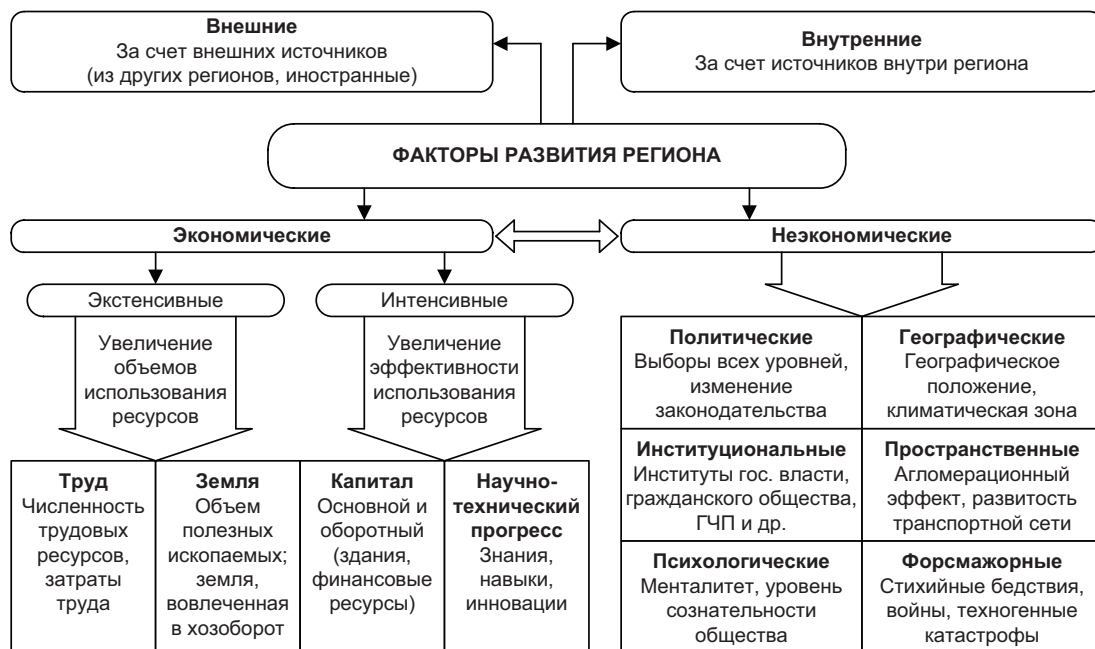 Внешние
За счет внешних источников
(из других регионов, иностранные)
Внутренние
За счет источников внутри региона
ФАКТОРЫ РАЗВИТИЯ РЕГИОНА
Экономические
Неэкономические
Экстенсивные
Интенсивные
Увеличение
объемов
использования
ресурсов
Увеличение
эффективности
использования
ресурсов
Труд
Численность
трудовых
ресурсов,
затраты
труда
Земля
Объем
полезных
ископаемых;
земля,
вовлеченная
в хозоборот
Капитал
Основной и
оборотный
(здания,
финансовые
ресурсы)
Научно-
технический
прогресс
Знания,
навыки,
инновации
Политические
Выборы всех уровней,
изменение
законодательства
Географические
Географическое
положение,
климатическая зона
Институциональные
Институты гос. власти,
гражданского общества,
ГЧП и др.
Пространственные
Агломерационный
эффект, развитость
транспортной сети
Психологические
Менталитет, уровень
сознательности
общества
Форсмажорные
Стихийные бедствия,
войны, техногенные
катастрофы